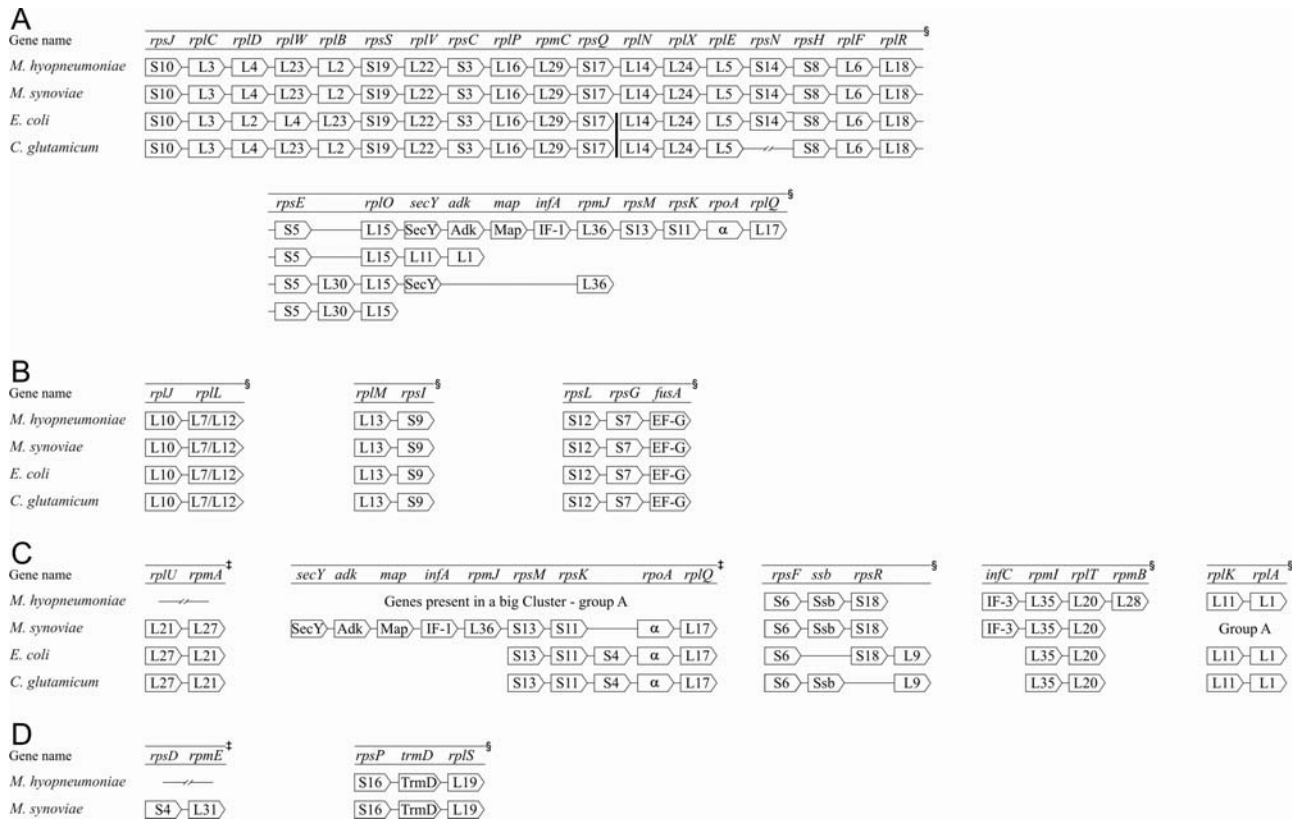 A
Gene name rpsJ rplC rplD rplW rplB rpsS rplV rpsC rplP rpmC rpsQ rplN rplX rplE rpsN rpsH rplF rplR §
M. hyopneumoniae S10 L3 L4 L23 L2 S19 L22 S3 L16 L29 S17 L14 L24 L5 S14 S8 L6 L18
M. synoviae S10 L3 L4 L23 L2 S19 L22 S3 L16 L29 S17 L14 L24 L5 S14 S8 L6 L18
E. coli S10 L3 L2 L4 L23 S19 L22 S3 L16 L29 S17 L14 L24 L5 S14 S8 L6 L18
C. glutamicum S10 L3 L4 L23 L2 S19 L22 S3 L16 L29 S17 L14 L24 L5 S8 L6 L18
rpsE rplO secY adk map infA rpmJ rpsM rpsK rpoA rplQ §
S5 L15 SecY Adk Map IF-1 L36 S13 S11 α L17
S5 L15 L11 L1
S5 L30 L15 SecY L36
S5 L30 L15
B
Gene name rplJ rplL § rplM rpsI § rpsL rpsG fusA §
M. hyopneumoniae L10 L7/L12 L13 S9 S12 S7 EF-G
M. synoviae L10 L7/L12 L13 S9 S12 S7 EF-G
E. coli L10 L7/L12 L13 S9 S12 S7 EF-G
C. glutamicum L10 L7/L12 L13 S9 S12 S7 EF-G
C
Gene name rplU rpmA ‡ secY adk map infA rpmJ rpsM rpsK rpoA rplQ ‡ rpsF ssb rpsR § infC rpmI rplT rpmB § rplK rplA §
M. hyopneumoniae Genes present in a big Cluster - group A S6 Ssb S18 IF-3 L35 L20 L28 L11 L1
M. synoviae L21 L27 SecY Adk Map IF-1 L36 S13 S11 α L17 S6 Ssb S18 IF-3 L35 L20 Group A
E. coli L27 L21 S13 S11 S4 α L17 S6 S18 L9 L35 L20 L11 L1
C. glutamicum L27 L21 S13 S11 S4 α L17 S6 Ssb L9 L35 L20 L11 L1
D
Gene name rpsD rpmE ‡ rpsP trmD rplS §
M. hyopneumoniae S16 TrmD L19
M. synoviae S4 L31 S16 TrmD L19